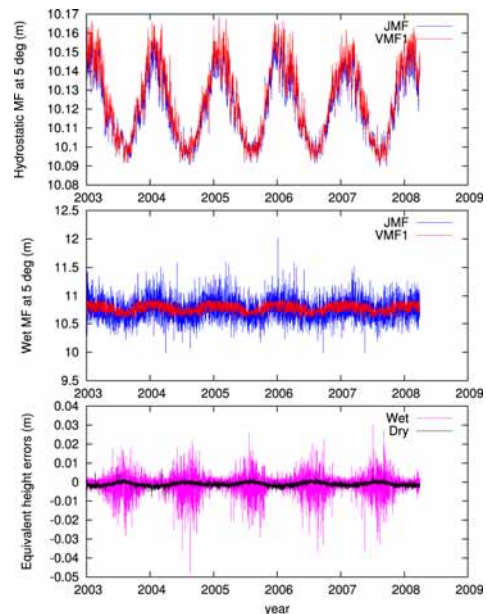 Hydrostatic MF at 5 deg (m)
10.17
10.16
10.15
10.14
10.13
10.12
10.11
10.1
10.09
10.08
JMF
VMF1
2003 2004 2005 2006 2007 2008 2009
Wet MF at 5 deg (m)
12.5
12
11.5
11
10.5
10
9.5
JMF
VMF1
2003 2004 2005 2006 2007 2008 2009
Equivalent height errors (m)
0.04
0.03
0.02
0.01
0
-0.01
-0.02
-0.03
-0.04
-0.05
Wet
Dry
2003 2004 2005 2006 2007 2008 2009
year